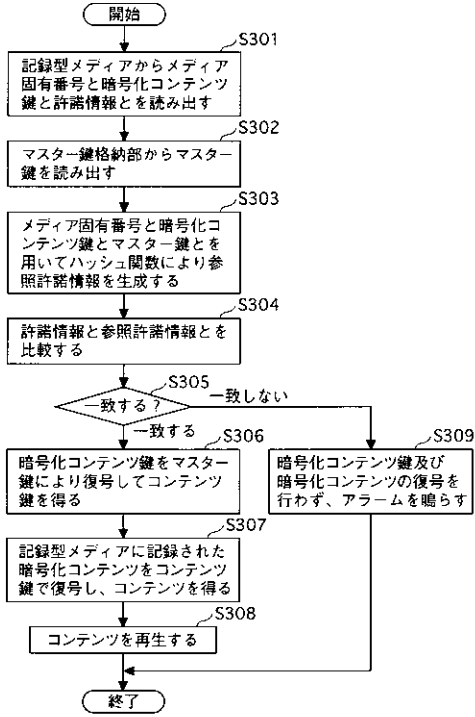 開始
S301
記録型メディアからメディア
固有番号と暗号化コンテンツ
鍵と許諾情報とを読み出す
S302
マスター鍵格納部からマスター
鍵を読み出す
S303
メディア固有番号と暗号化コ
ンテンツ鍵とマスター鍵とを
用いてハッシュ関数により参
照許諾情報を生成する
S304
許諾情報と参照許諾情報とを
比較する
S305
一致する?
一致しない
一致する
S306
暗号化コンテンツ鍵をマスター
鍵により復号してコンテンツ
鍵を得る
S309
暗号化コンテンツ鍵及び
暗号化コンテンツの復号を
行わず、アラームを鳴らす
S307
記録型メディアに記録された
暗号化コンテンツをコンテンツ
鍵で復号し、コンテンツを得る
S308
コンテンツを再生する
終了